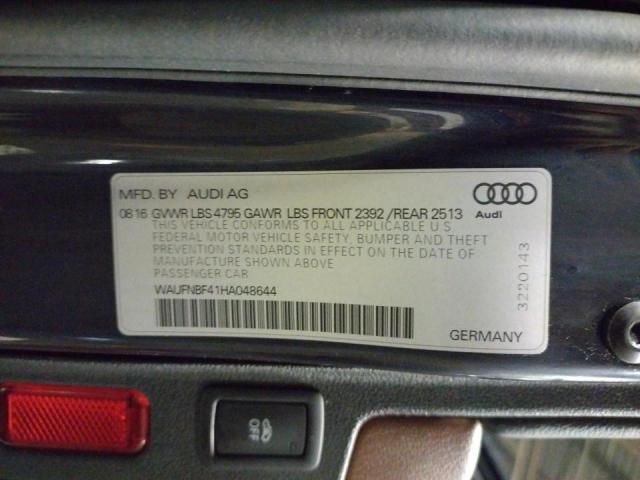 MFD. BY AUDI AG
Audi
08 16 GVWR LBS 4795 GAWR LBS FRONT 2392 /REAR 2513
THIS VEHICLE CONFORMS TO ALL APPLICABLE U S
FEDERAL MOTOR VEHICLE SAFETY, BUMPER AND THEFT
PREVENTION STANDARDS IN EFFECT ON THE DATE OF
MANUFACTURE SHOWN ABOVE
PASSENGER CAR
WAUFNBF41HA048644
GERMANY
3220143
OFF